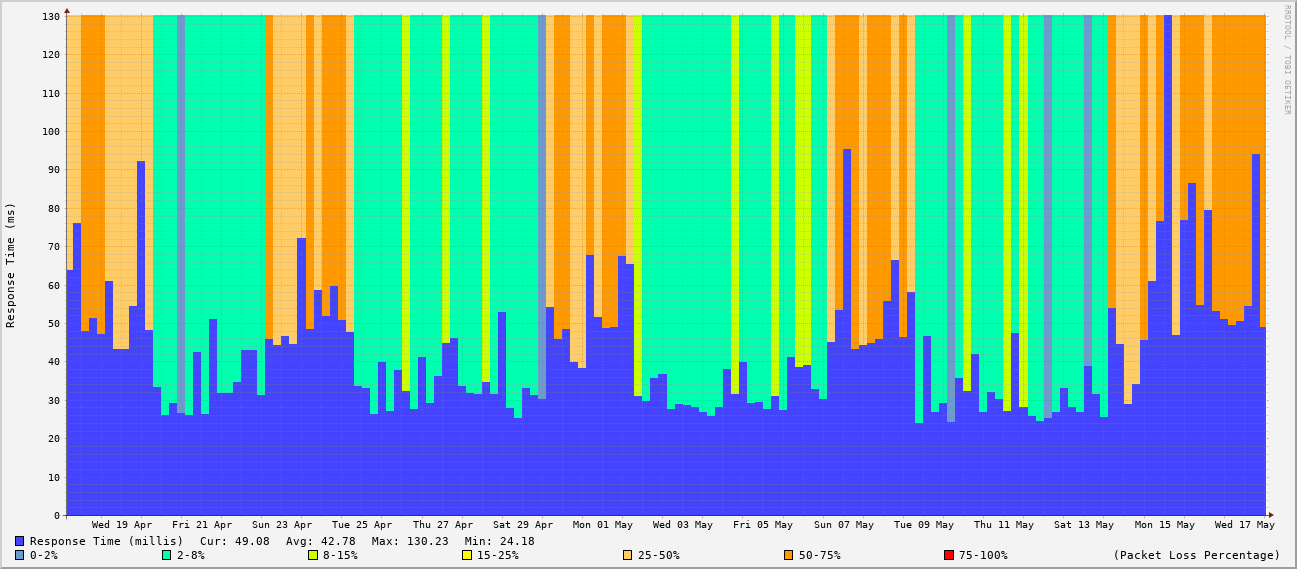 130
120
110
100
90
80
70
60
50
40
30
20
10
0
Response Time (ms)
RRDTOOL / TOBI OETIKER
Wed 19 Apr Fri 21 Apr Sun 23 Apr Tue 25 Apr Thu 27 Apr Sat 29 Apr Mon 01 May Wed 03 May Fri 05 May Sun 07 May Tue 09 May Thu 11 May Sat 13 May Mon 15 May Wed 17 May
Response Time (millis) Cur: 49.08 Avg: 42.78 Max: 130.23 Min: 24.18
0-2% 2-8% 8-15% 15-25% 25-50% 50-75% 75-100% (Packet Loss Percentage)